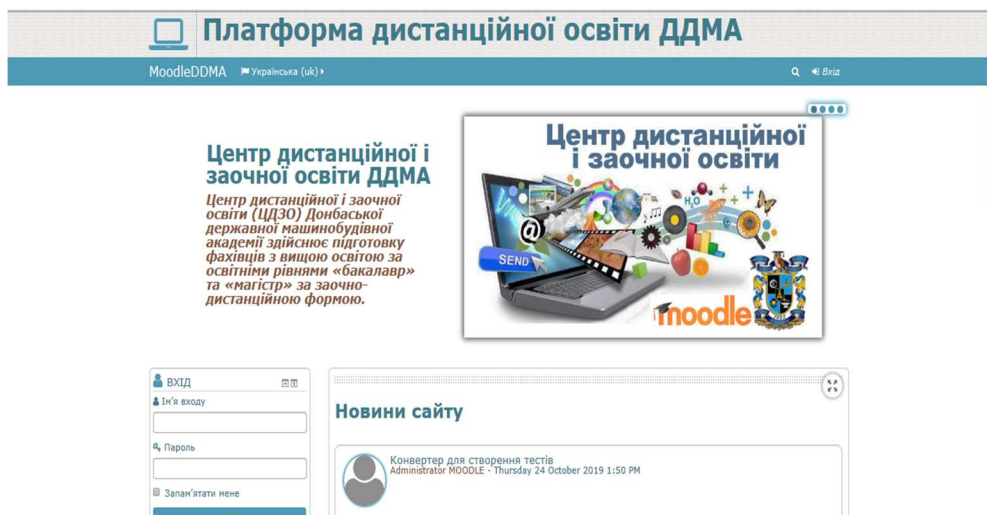 Платформа дистанційної освіти ДДМА
MoodleDDMA Українська (uk) Вхід
Центр дистанційної і
заочної освіти ДДМА
Центр дистанційної і заочної
освіти (ЦДЗО) Донбаської
державної машинобудівної
академії здійснює підготовку
фахівців з вищою освітою за
освітніми рівнями «бакалавр»
та «магістр» за заочно-
дистанційною формою.
Центр дистанційної
і заочної освіти
H₂O
@
SEND
moodle
ВХІД
Ім'я входу
Пароль
Запам'ятати мене
Новини сайту
Конвертер для створення тестів
Administrator MOODLE - Thursday 24 October 2019 1:50 PM